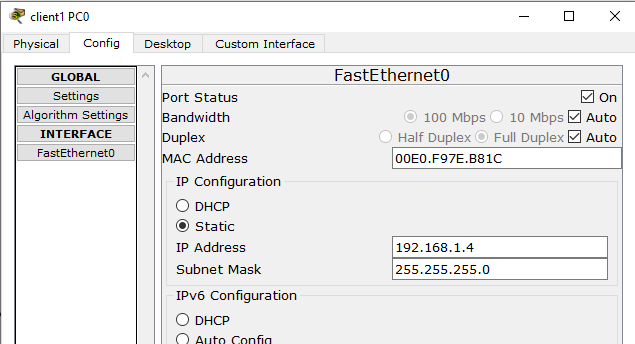 client1 PC0
Physical Config Desktop Custom Interface
GLOBAL
Settings
Algorithm Settings
INTERFACE
FastEthernet0
FastEthernet0
Port Status On
Bandwidth 100 Mbps 10 Mbps Auto
Duplex Half Duplex Full Duplex Auto
MAC Address 00E0.F97E.B81C
IP Configuration
DHCP
Static
IP Address 192.168.1.4
Subnet Mask 255.255.255.0
IPv6 Configuration
DHCP
Auto Config